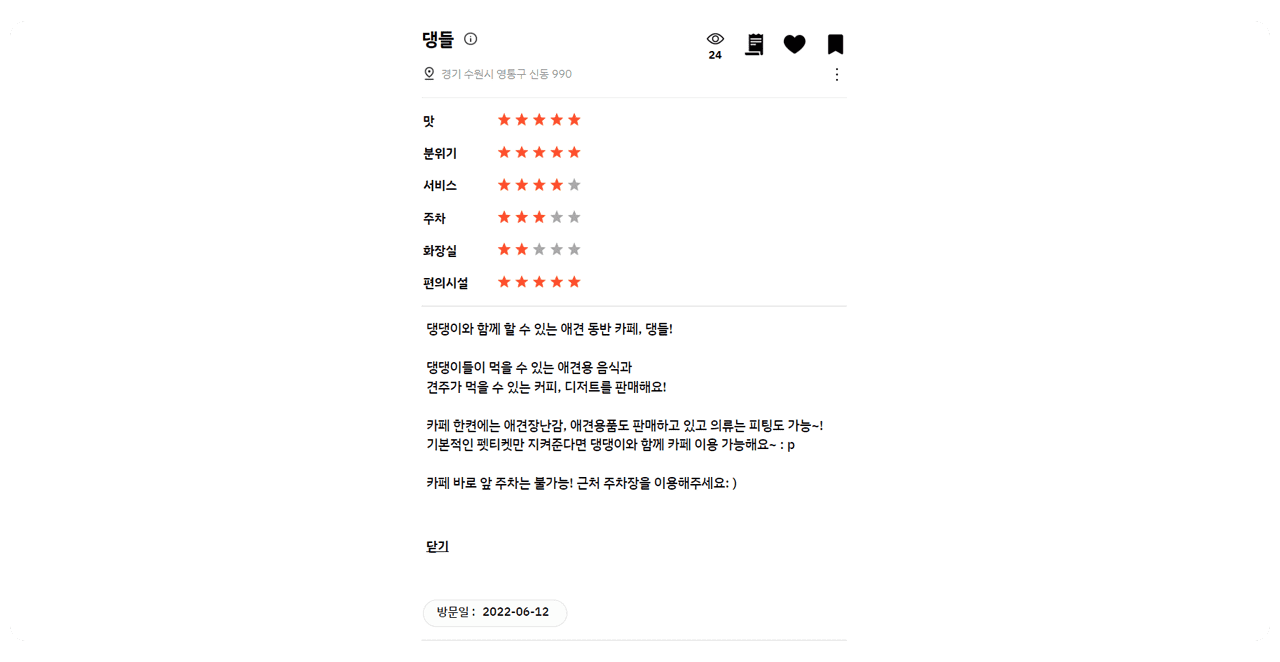 댕들
24
경기 수원시 영통구 신동 990
맛
분위기
서비스
주차
화장실
편의시설
댕댕이와 함께 할 수 있는 애견 동반 카페, 댕들!
댕댕이들이 먹을 수 있는 애견용 음식과
견주가 먹을 수 있는 커피, 디저트를 판매해요!
카페 한켠에는 애견장난감, 애견용품도 판매하고 있고 의류는 피팅도 가능~!
기본적인 펫티켓만 지켜준다면 댕댕이와 함께 카페 이용 가능해요~ : p
카페 바로 앞 주차는 불가능! 근처 주차장을 이용해주세요: )
닫기
방문일 : 2022-06-12